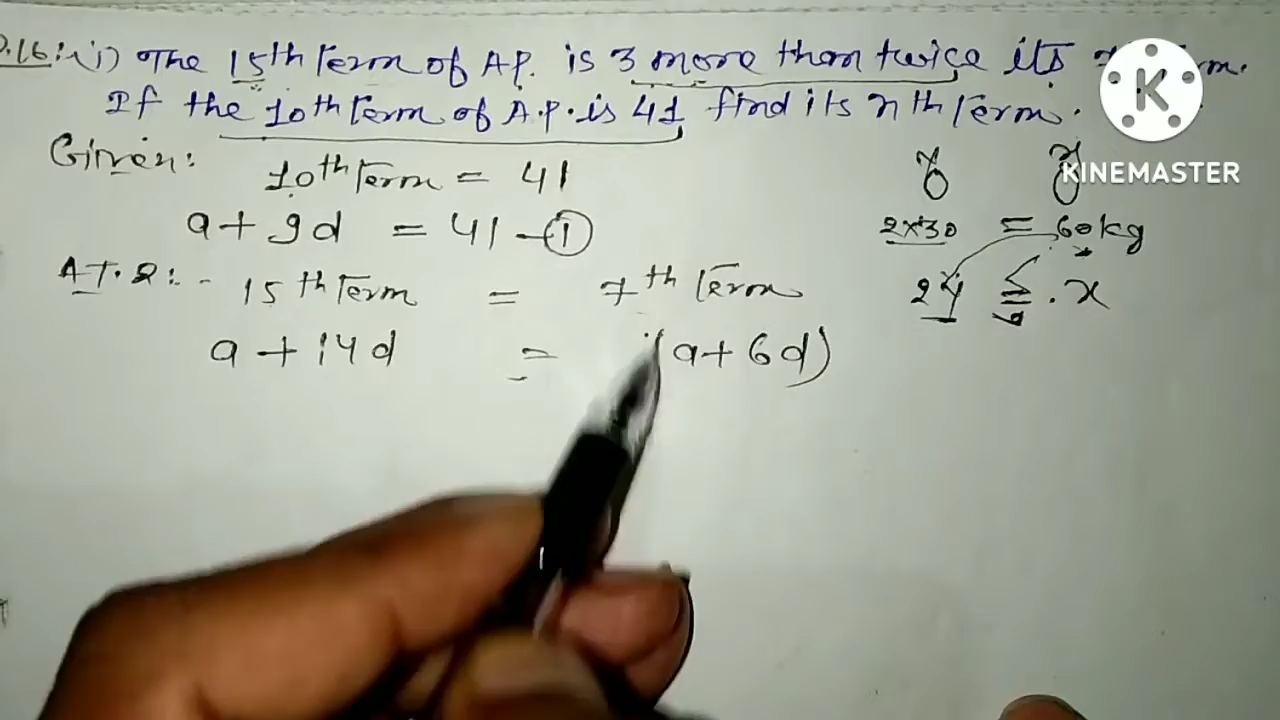 Q.16:-(i) The 15th Term of A.P. is 3 more than twice its
If the 10th Term of A.P. is 41 find its nth Term.
Given:
10th Term = 41
a + 9d = 41 - ①
A.T.Q:-
15th Term = 7th Term
a + 14d = (a + 6d)
2×30 = 60kg
2y = x
K
KINEMASTER